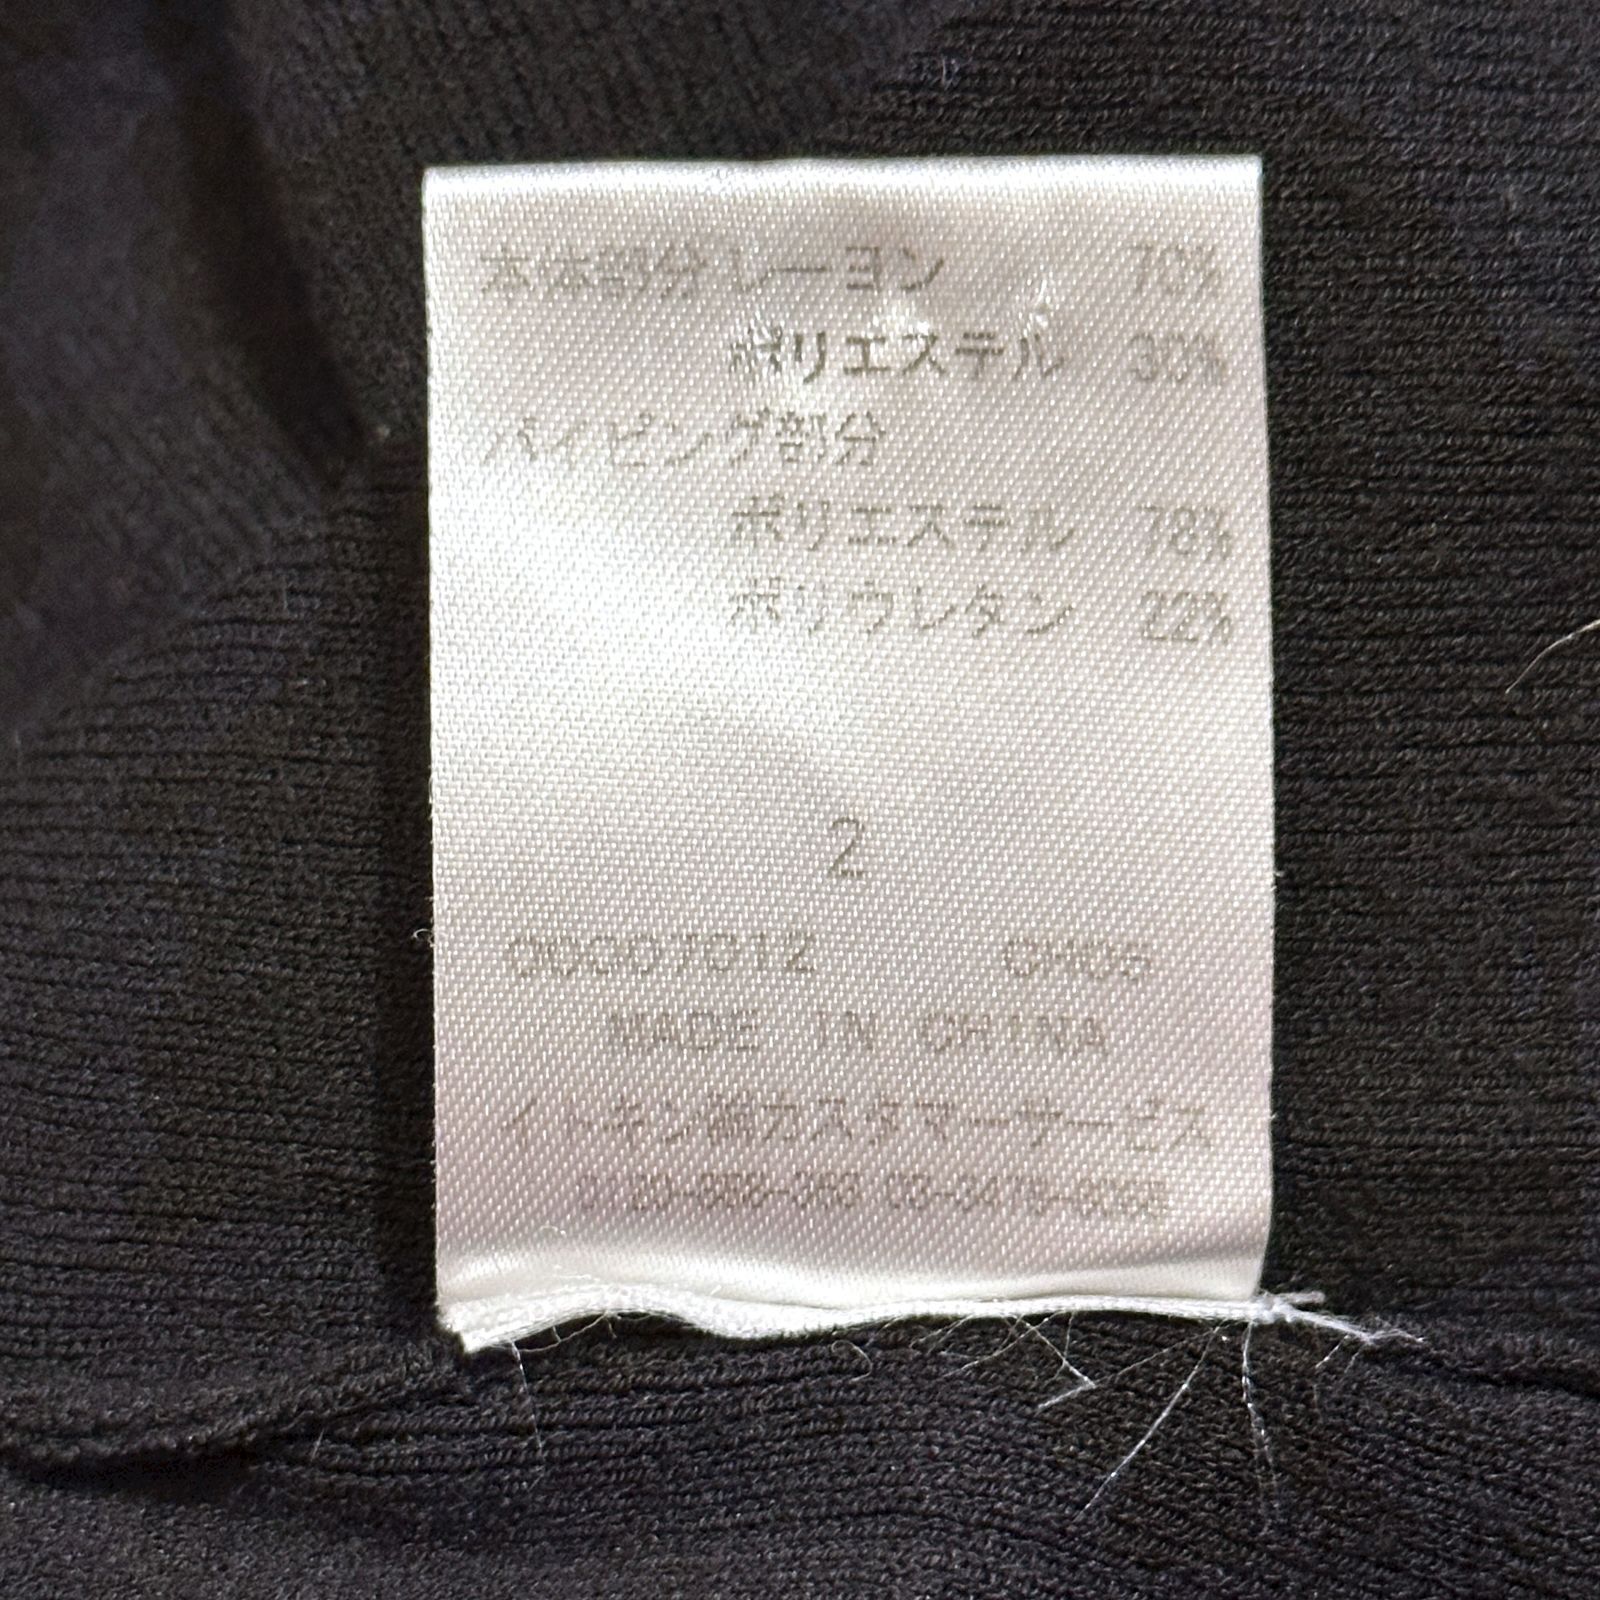 本体部分レーヨン 70%
ポリエステル 30%
パイピング部分
ポリエステル 78%
ポリウレタン 22%
2
MADE IN CHINA
イトキン㈱カスタマーサービス